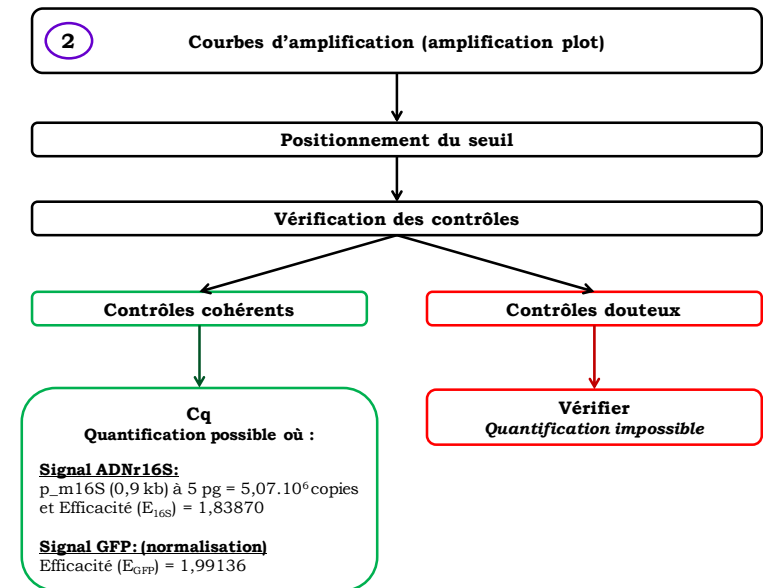 2
Courbes d'amplification (amplification plot)
Positionnement du seuil
Vérification des contrôles
Contrôles cohérents
Contrôles douteux
Cq
Quantification possible où :
Signal ADNr16S:
p_m16S (0,9 kb) à 5 pg = 5,07.10⁶ copies
et Efficacité (E₁₆ₛ) = 1,83870
Signal GFP: (normalisation)
Efficacité (E_GFP) = 1,99136
Vérifier
Quantification impossible